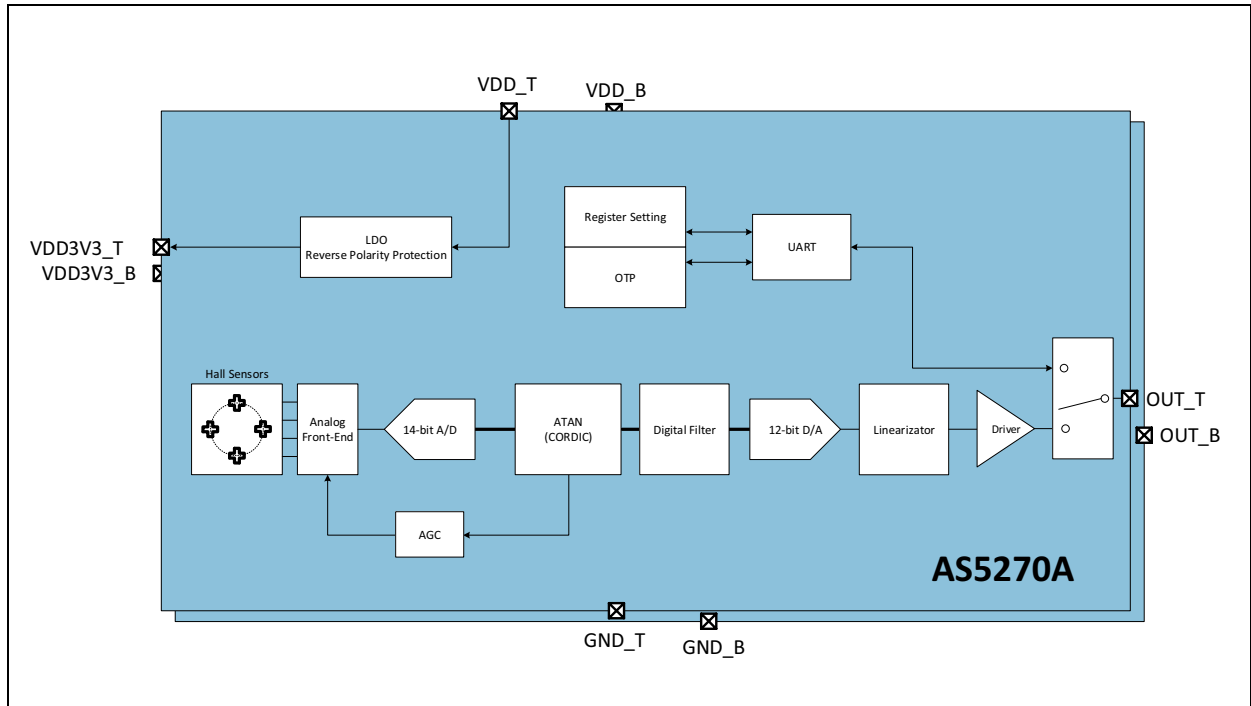 VDD_T
VDD_B
VDD3V3_T
VDD3V3_B
LDO
Reverse Polarity Protection
Register Setting
OTP
UART
Hall Sensors
Analog
Front-End
14-bit A/D
ATAN
(CORDIC)
Digital Filter
12-bit D/A
Linearizator
Driver
OUT_T
OUT_B
AGC
AS5270A
GND_T
GND_B